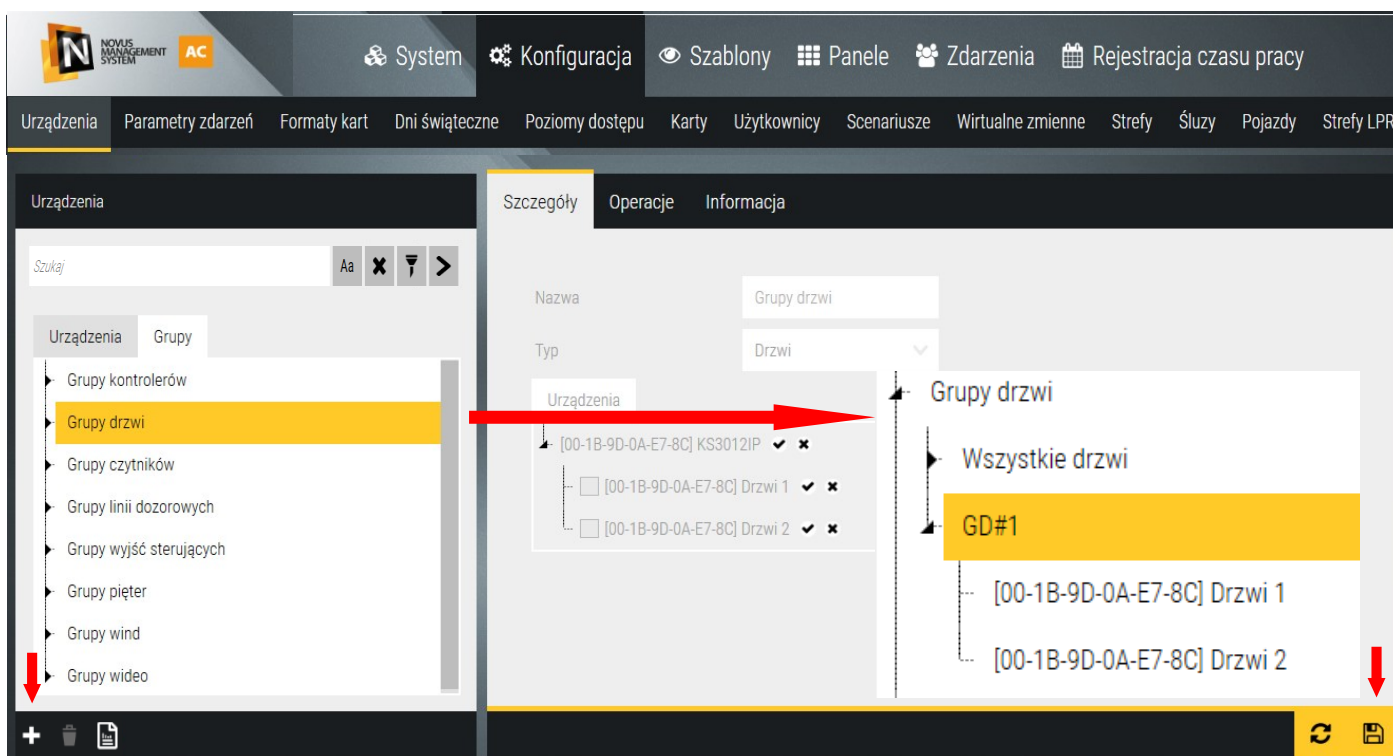 NOVUS
MANAGEMENT
SYSTEM
AC
System
Konfiguracja
Szablony
Panele
Zdarzenia
Rejestracja czasu pracy
Urządzenia
Parametry zdarzeń
Formaty kart
Dni świąteczne
Poziomy dostępu
Karty
Użytkownicy
Scenariusze
Wirtualne zmienne
Strefy
Śluzy
Pojazdy
Strefy LPR
Urządzenia
Szukaj
Aa
Urządzenia
Grupy
Grupy kontrolerów
Grupy drzwi
Grupy czytników
Grupy linii dozorowych
Grupy wyjść sterujących
Grupy pięter
Grupy wind
Grupy wideo
Szczegóły
Operacje
Informacja
Nazwa
Grupy drzwi
Typ
Drzwi
Urządzenia
[00-1B-9D-0A-E7-8C] KS3012IP
[00-1B-9D-0A-E7-8C] Drzwi 1
[00-1B-9D-0A-E7-8C] Drzwi 2
Grupy drzwi
Wszystkie drzwi
GD#1
[00-1B-9D-0A-E7-8C] Drzwi 1
[00-1B-9D-0A-E7-8C] Drzwi 2